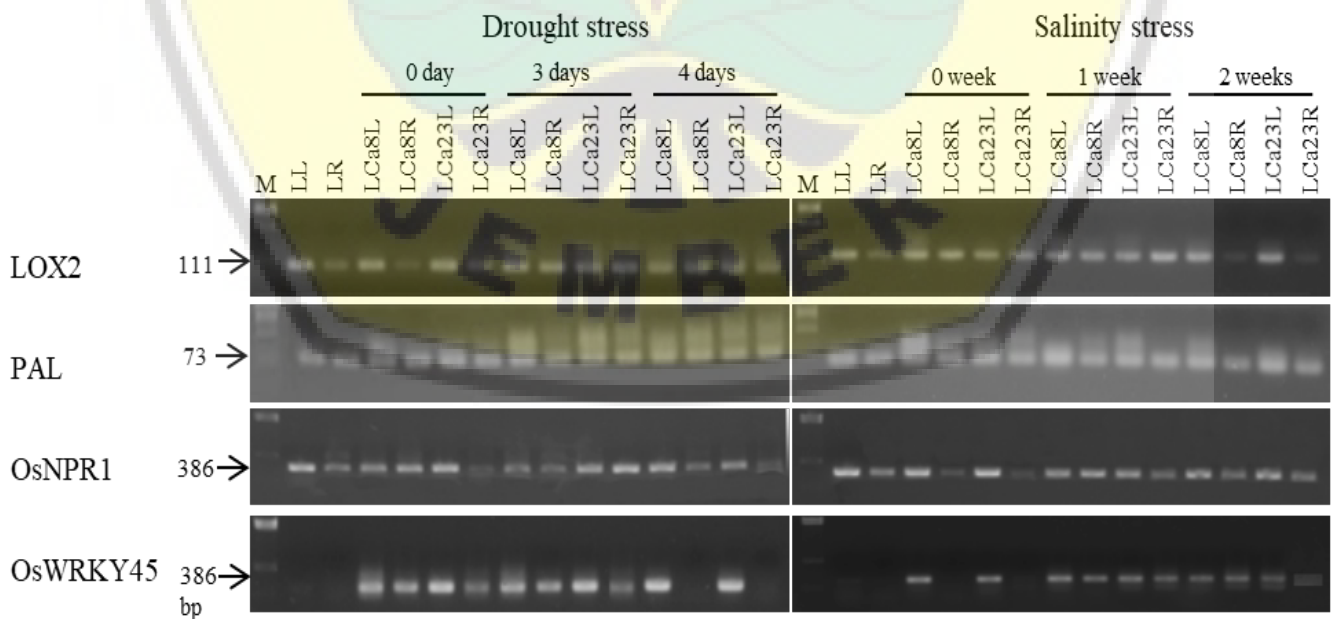 Drought stress
Salinity stress
0 day
3 days
4 days
0 week
1 week
2 weeks
M LL LR LCa8L LCa8R LCa23L LCa23R LCa8L LCa8R LCa23L LCa23R LCa8L LCa8R LCa23L LCa23R
M LL LR LCa8L LCa8R LCa23L LCa23R LCa8L LCa8R LCa23L LCa23R LCa8L LCa8R LCa23L LCa23R
JEMBER
LOX2 111
PAL 73
OsNPR1 386
OsWRKY45 386
bp